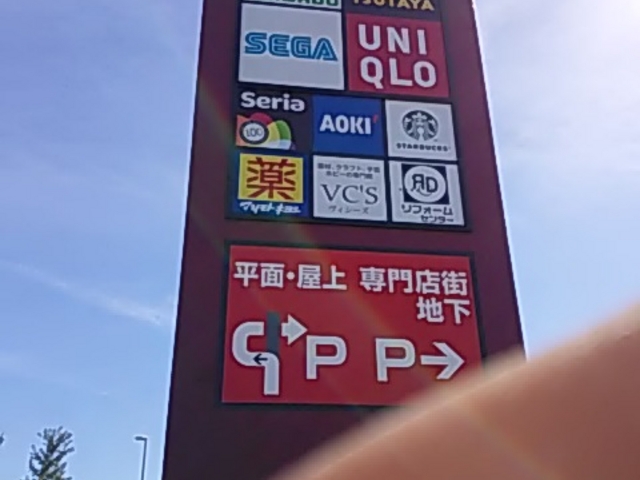 TSUTAYA
SEGA
UNI
QLO
Seria
AOKI
STARBUCKS
薬
マツモトキヨシ
VC'S
ヴィシーズ
RD
リフォーム
センター
平面・屋上 専門店街
地下
P P